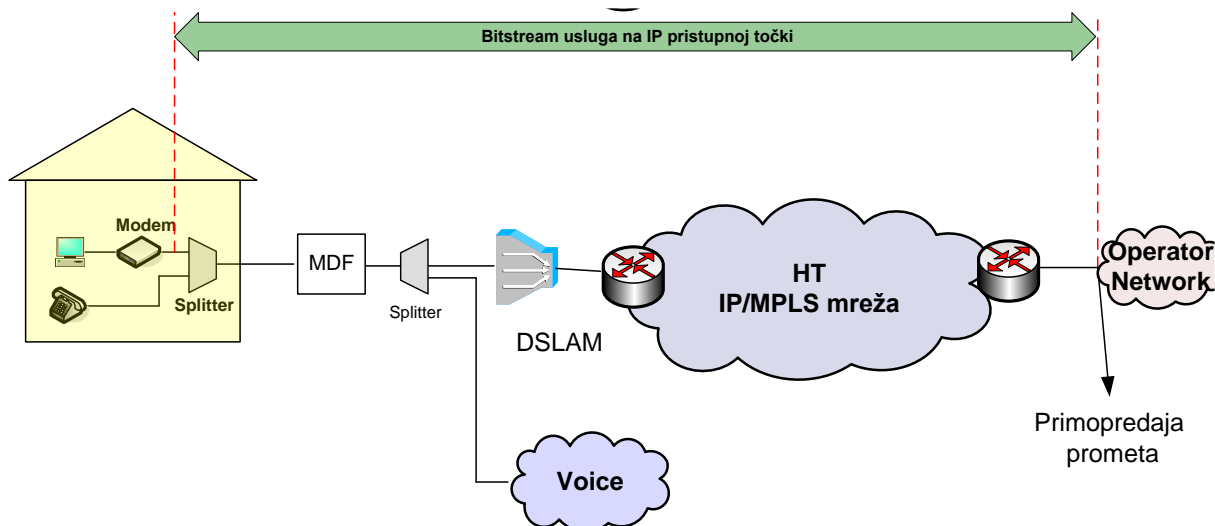 Bitstream usluga na IP pristupnoj točki
Modem
Splitter
MDF
Splitter
DSLAM
HT
IP/MPLS mreža
Operator
Network
Voice
Primopredaja
prometa